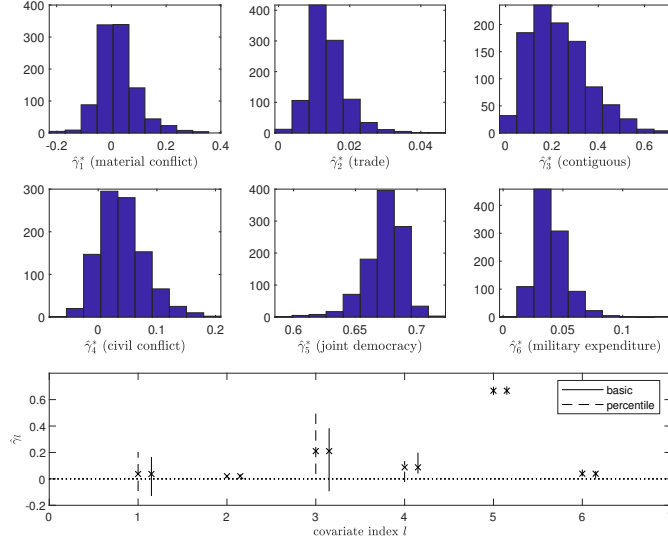 400
300
200
100
0
-0.2 0 0.2 0.4
γ̂₁* (material conflict)
400
300
200
100
0
0 0.02 0.04
γ̂₂* (trade)
200
150
100
50
0
0 0.2 0.4 0.6
γ̂₃* (contiguous)
300
200
100
0
0 0.1 0.2
γ̂₄* (civil conflict)
400
300
200
100
0
0.6 0.65 0.7
γ̂₅* (joint democracy)
400
300
200
100
0
0 0.05 0.1
γ̂₆* (military expenditure)
0.6
0.4
0.2
0
-0.2
γ̂ₗ
basic
percentile
0 1 2 3 4 5 6
covariate index l